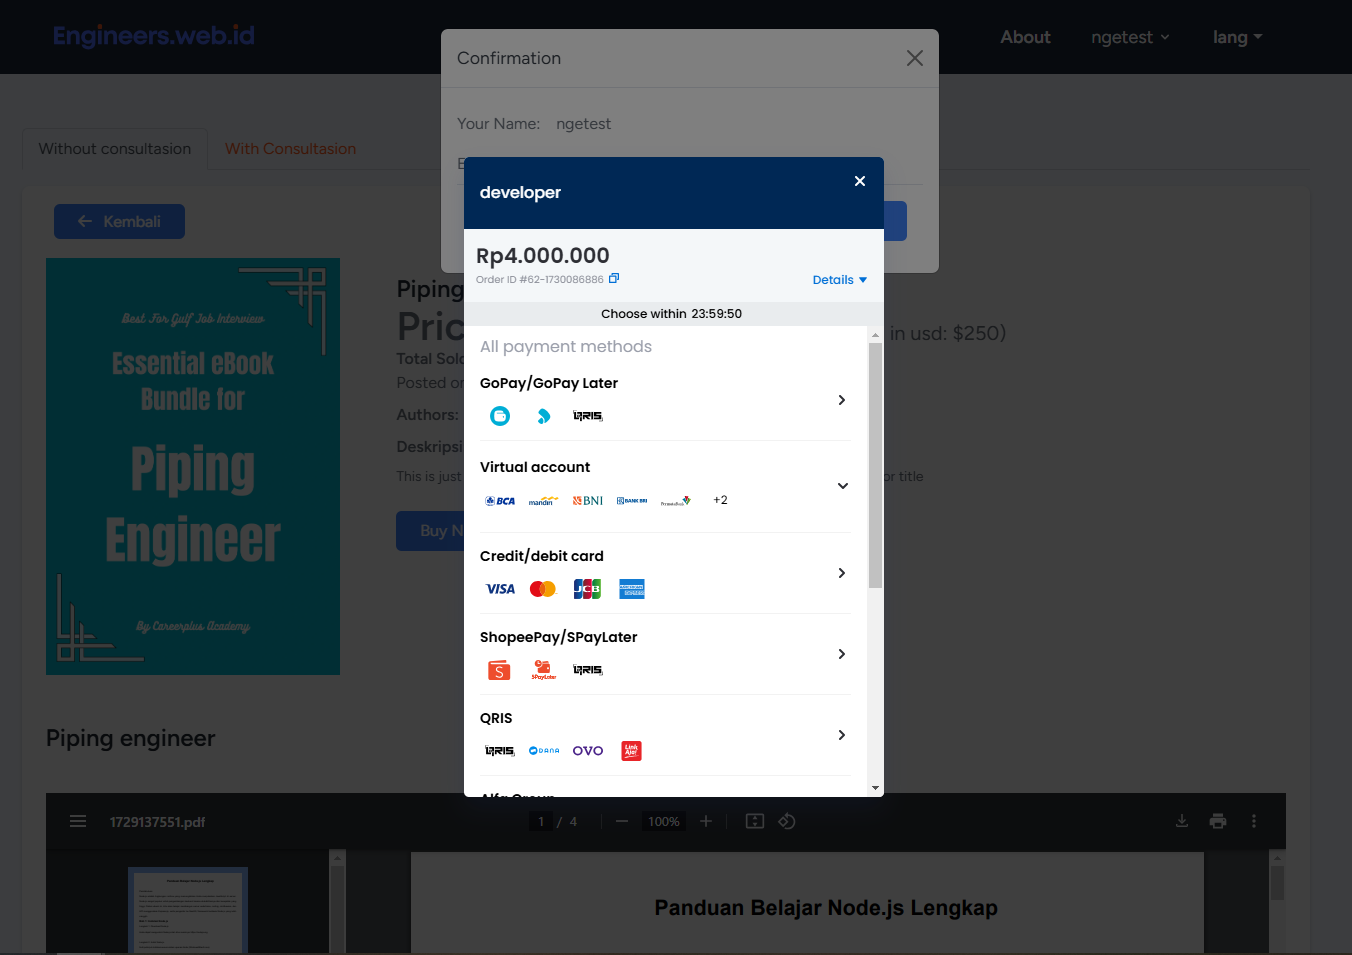 Engineers.web.id
About
ngetest
lang
Confirmation
Your Name: ngetest
Without consultasion
With Consultasion
Kembali
developer
Rp4.000.000
Order ID #62-1730086886
Details
Choose within 23:59:50
All payment methods
GoPay/GoPay Later
QRIS
Virtual account
BCA
mandiri
BNI
BANK BRI
PermataBank
+2
Credit/debit card
VISA
JCB
ShopeePay/SPayLater
S
SPayLater
QRIS
QRIS
QRIS
DANA
OVO
Link Aja!
Best For Gulf Job Interview
Essential eBook
Bundle for
Piping
Engineer
By Careerplus Academy
Piping
Pric
in usd: $250)
Total Sold
Posted on
Authors:
Deskripsi
This is just
or title
Buy N
Piping engineer
1729137551.pdf
1 / 4
100%
Panduan Belajar Node.js Lengkap